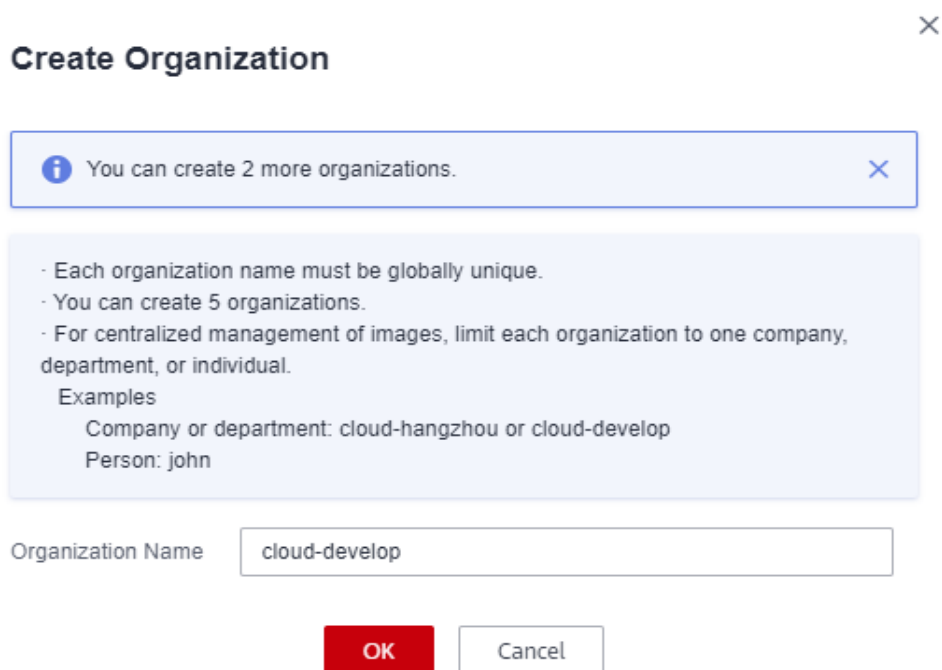 Create Organization
You can create 2 more organizations.
· Each organization name must be globally unique.
· You can create 5 organizations.
· For centralized management of images, limit each organization to one company,
department, or individual.
Examples
Company or department: cloud-hangzhou or cloud-develop
Person: john
Organization Name cloud-develop
OK Cancel